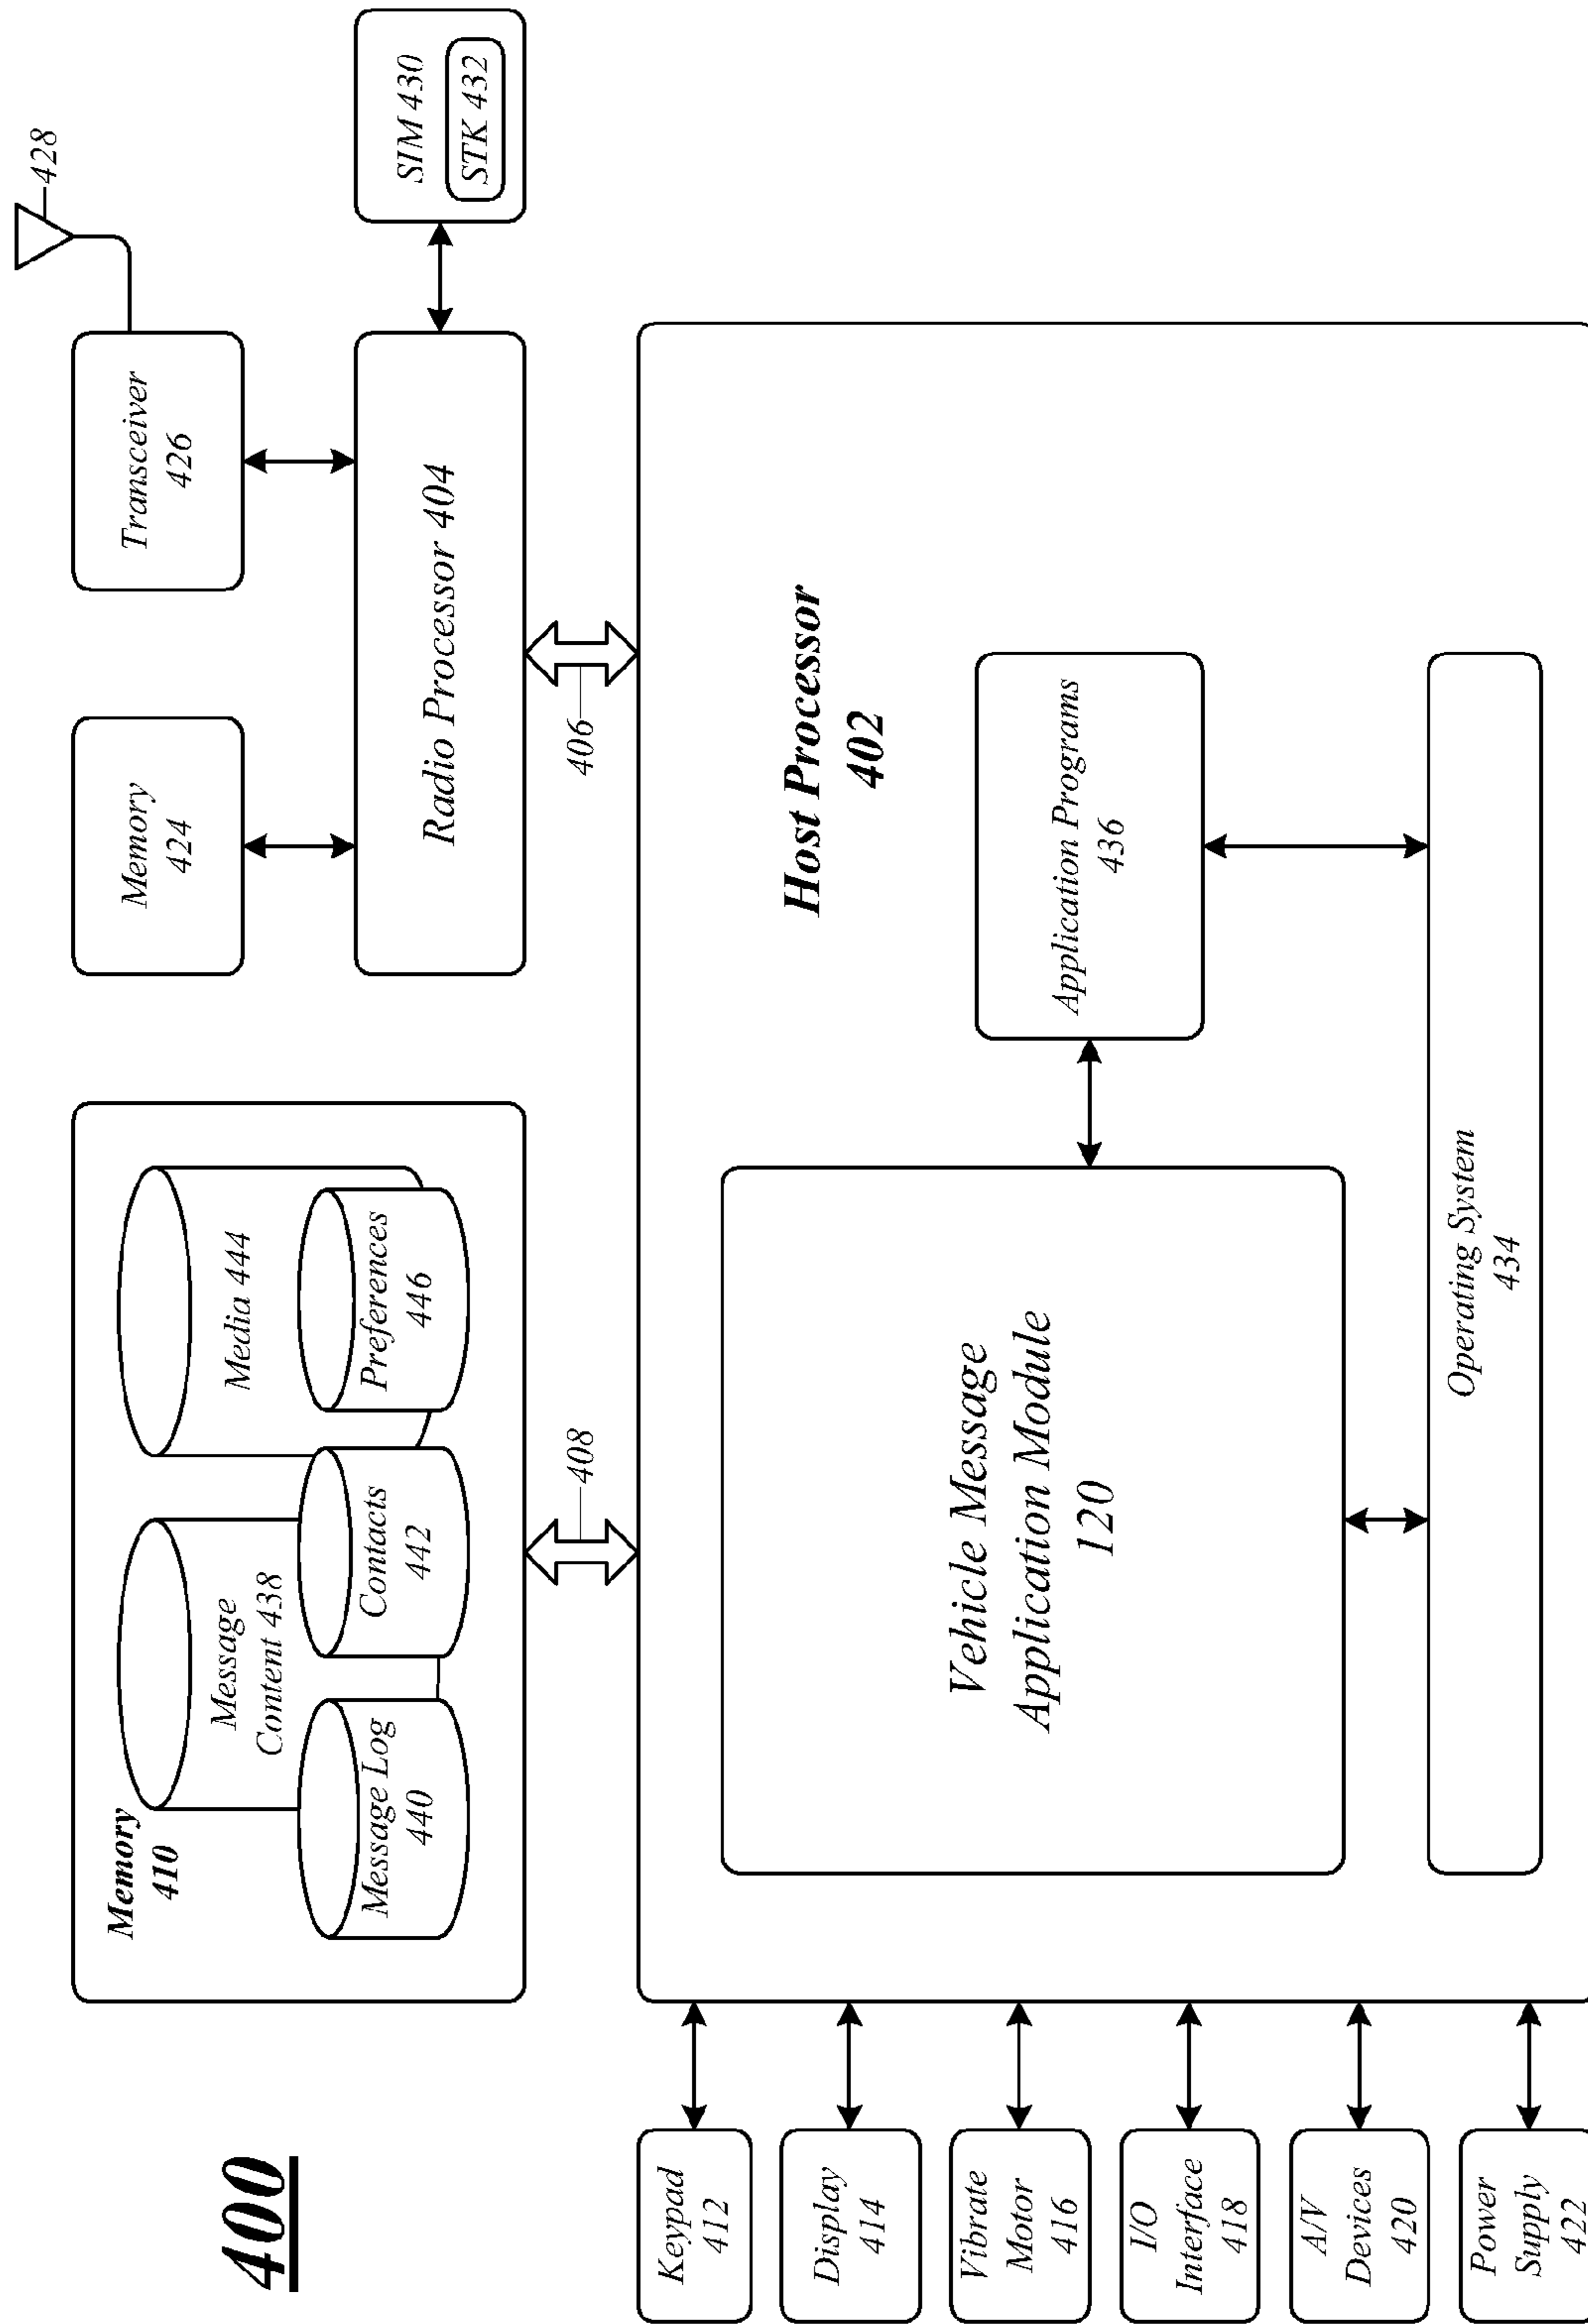 400
Memory
410
Message
Content 438
Media 444
Message Log
440
Contacts
442
Preferences
446
Memory
424
Transceiver
426
428
Radio Processor 404
SIM 430
STK 432
408
406
Keypad
412
Display
414
Vibrate
Motor
416
I/O
Interface
418
A/V
Devices
420
Power
Supply
422
Host Processor
402
Vehicle Message
Application Module
120
Application Programs
436
Operating System
434